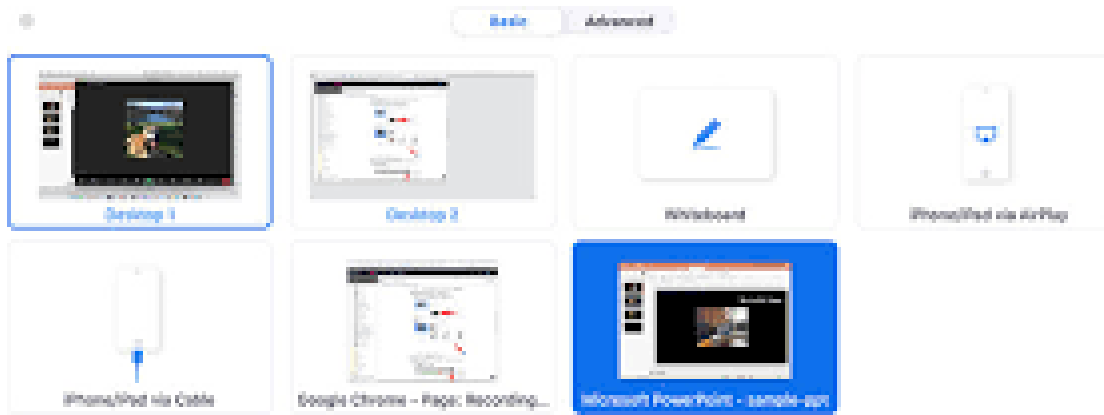 Basic
Advanced
Desktop 1
Desktop 2
Whiteboard
iPhone/iPad via AirPlay
iPhone/iPad via Cable
Google Chrome - Page: Recording...
Microsoft PowerPoint - sample-ppt